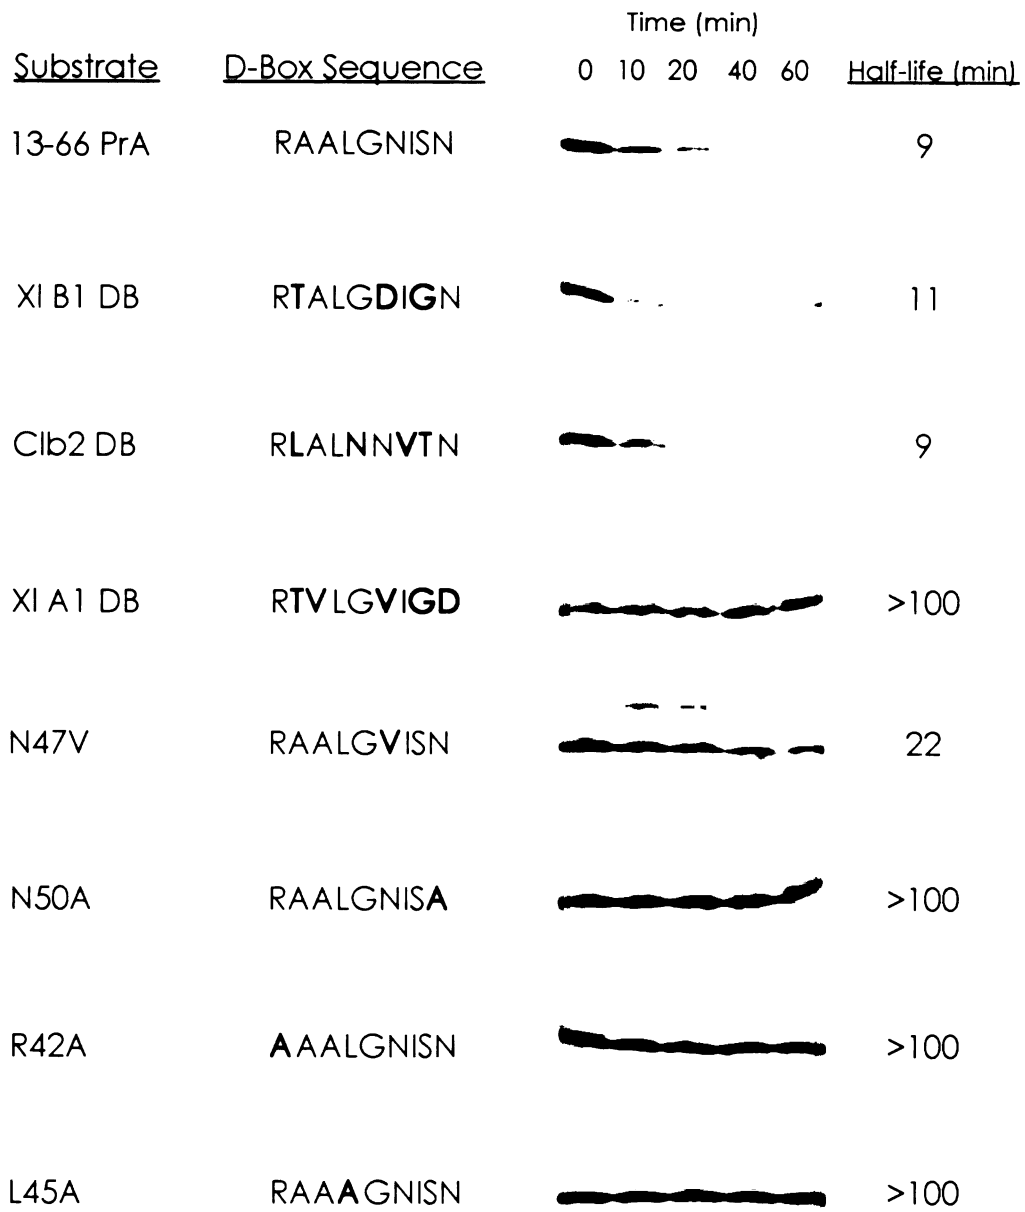 Time (min)
Substrate D-Box Sequence 0 10 20 40 60 Half-life (min)
13-66 PrA RAALGNISN 9
Xl B1 DB RTALGDIGN 11
Clb2 DB RLALNNVTN 9
Xl A1 DB RTVLGVIGD >100
N47V RAALGVISN 22
N50A RAALGNISA >100
R42A AAALGNISN >100
L45A RAAAGNISN >100